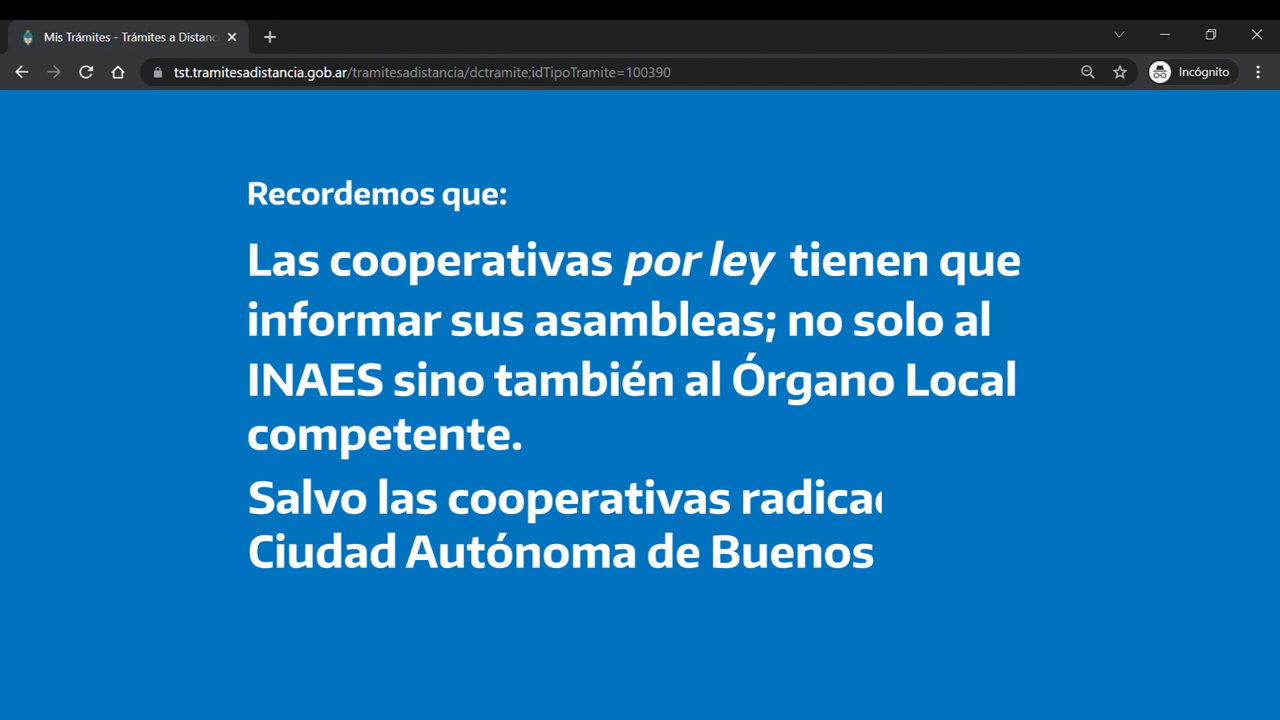 Mis Trámites - Trámites a Distanc
tst.tramitesadistancia.gob.ar/tramitesadistancia/dctramite;idTipoTramite=100390
Incógnito
Recordemos que:
Las cooperativas por ley tienen que
informar sus asambleas; no solo al
INAES sino también al Órgano Local
competente.
Salvo las cooperativas
Ciudad Autónoma de Buenos